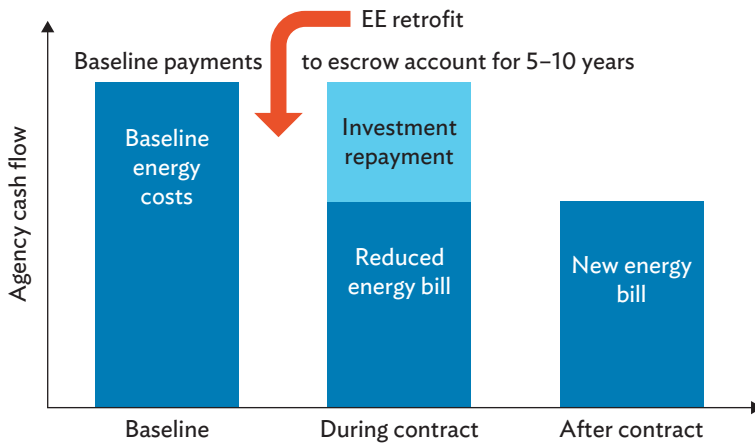 EE retrofit
Baseline payments to escrow account for 5–10 years
Baseline
energy
costs
Investment
repayment
Reduced
energy bill
New energy
bill
Agency cash flow
Baseline
During contract
After contract